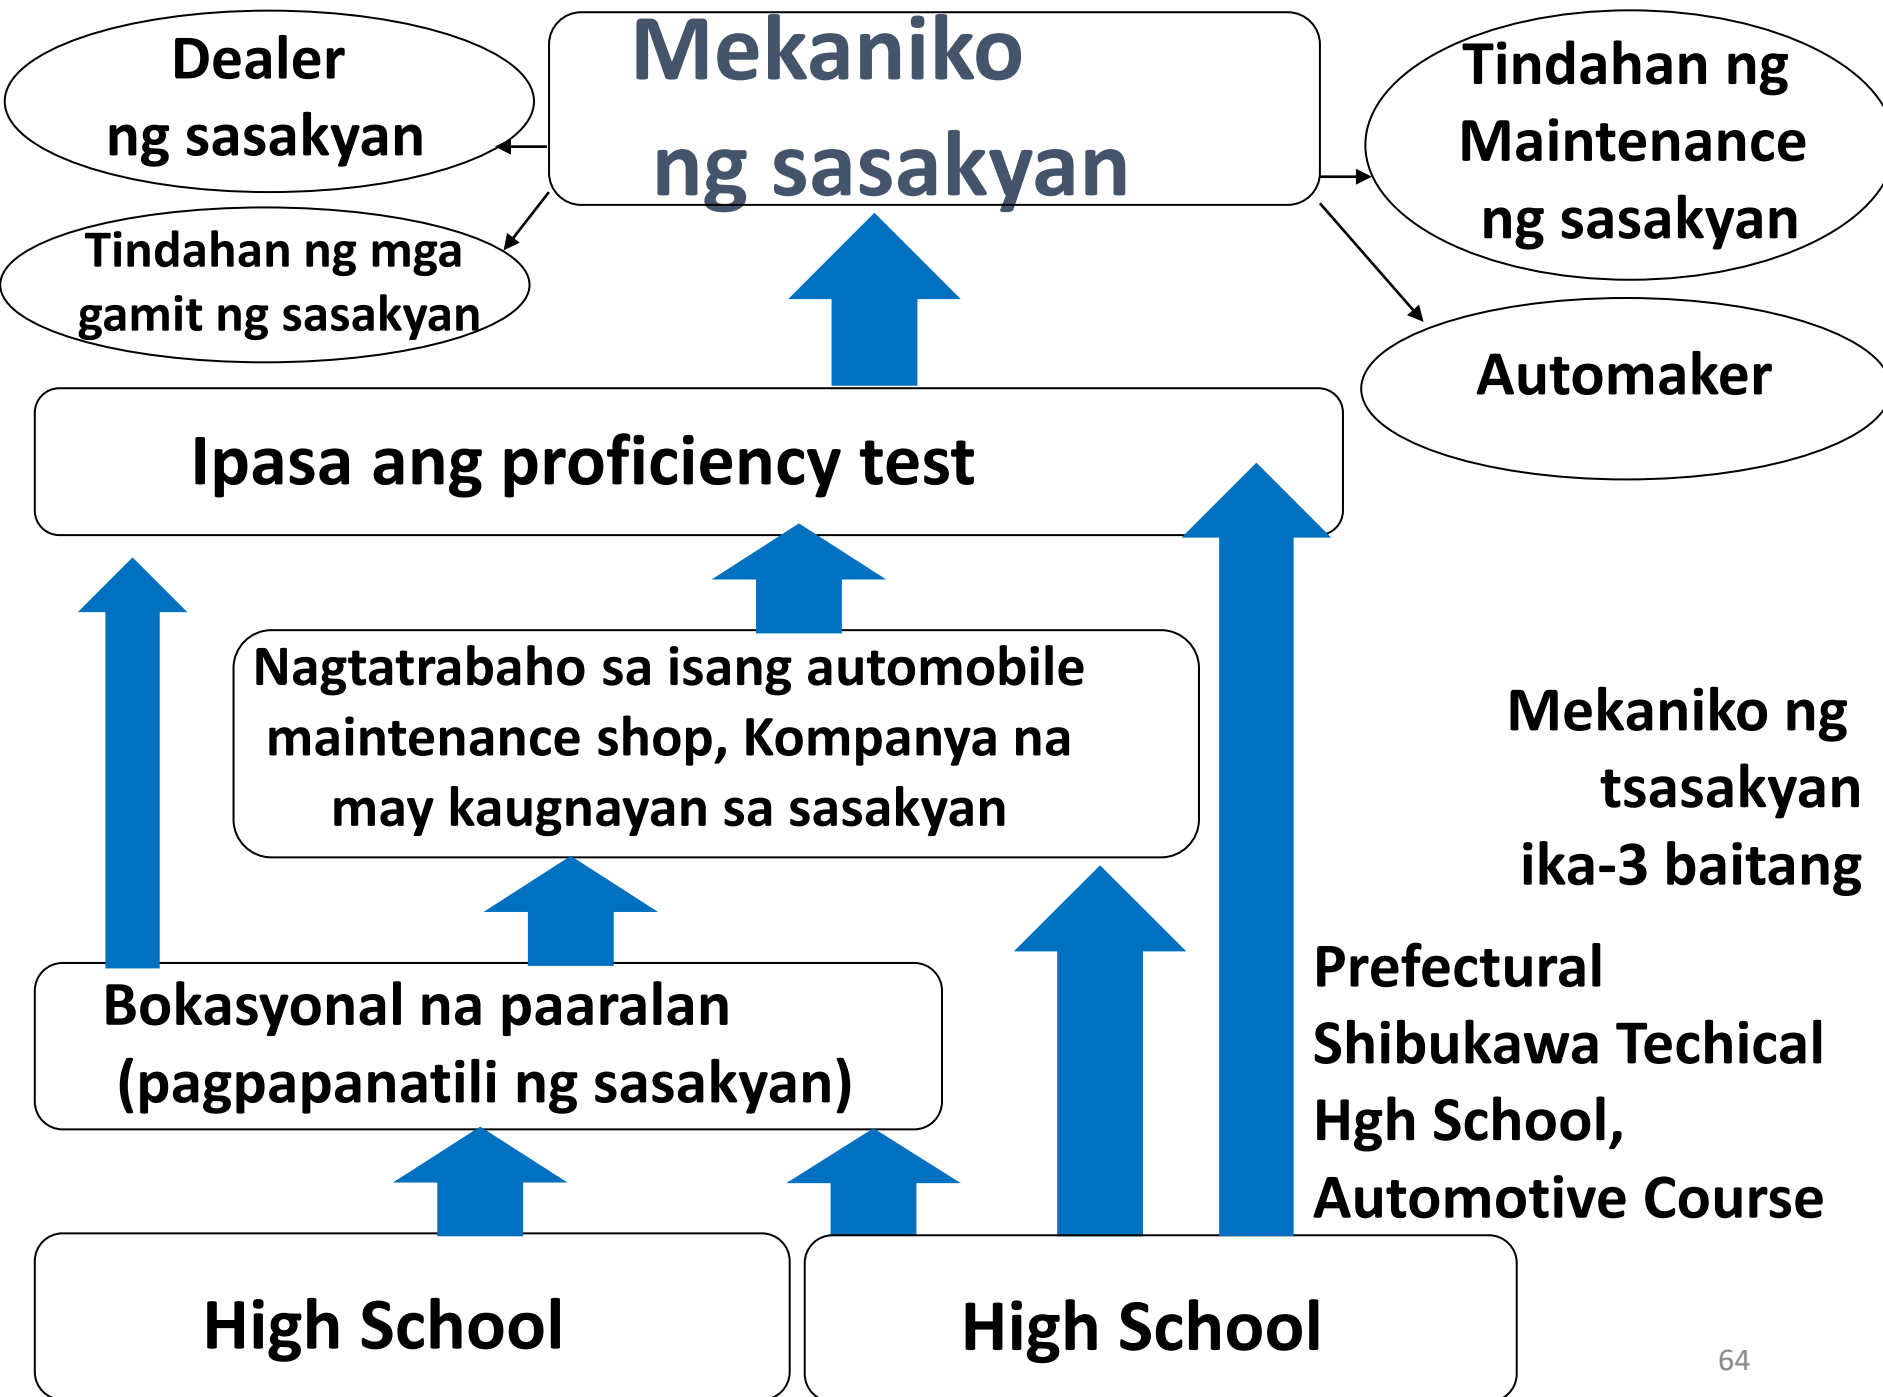 Dealer
ng sasakyan
Mekaniko
ng sasakyan
Tindahan ng
Maintenance
ng sasakyan
Tindahan ng mga
gamit ng sasakyan
Automaker
Ipasa ang proficiency test
Nagtatrabaho sa isang automobile
maintenance shop, Kompanya na
may kaugnayan sa sasakyan
Mekaniko ng
tsasakyan
ika-3 baitang
Bokasyonal na paaralan
(pagpapanatili ng sasakyan)
Prefectural
Shibukawa Techical
Hgh School,
Automotive Course
High School
High School
64